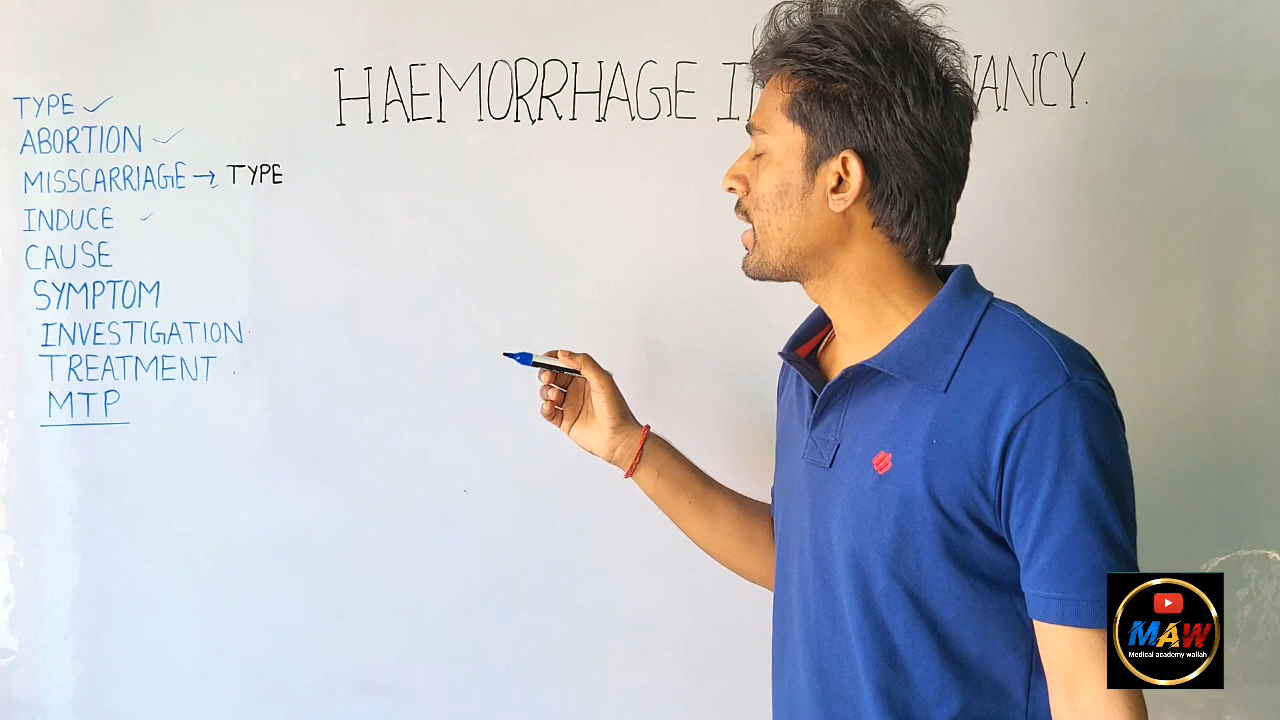 HAEMORRHAGE ANCY.
TYPE ✓
ABORTION ✓
MISSCARRIAGE → TYPE
INDUCE ✓
CAUSE
SYMPTOM
INVESTIGATION
TREATMENT .
MTP
MAW
Medical academy wallah